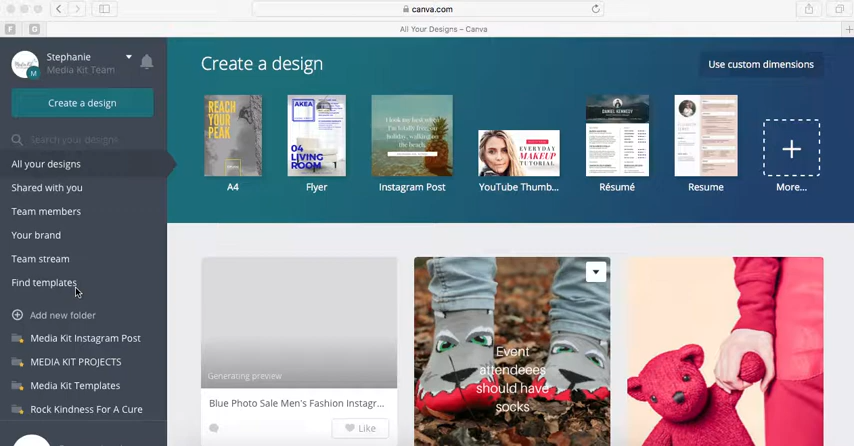 canva.com
F
G
All Your Designs – Canva
Stephanie
Media Kit Team
M
Create a design
Search your designs
All your designs
Shared with you
Team members
Your brand
Team stream
Find templates
Add new folder
Media Kit Instagram Post
MEDIA KIT PROJECTS
Media Kit Templates
Rock Kindness For A Cure
Create a design
Use custom dimensions
REACH
YOUR
PEAK
AKEA
04
LIVING
ROOM
EVERYDAY
MAKEUP
TUTORIAL
A4
Flyer
Instagram Post
YouTube Thumb...
Résumé
Resume
More...
Generating preview
Blue Photo Sale Men's Fashion Instagr...
Like
Event
attendeees
should have
socks